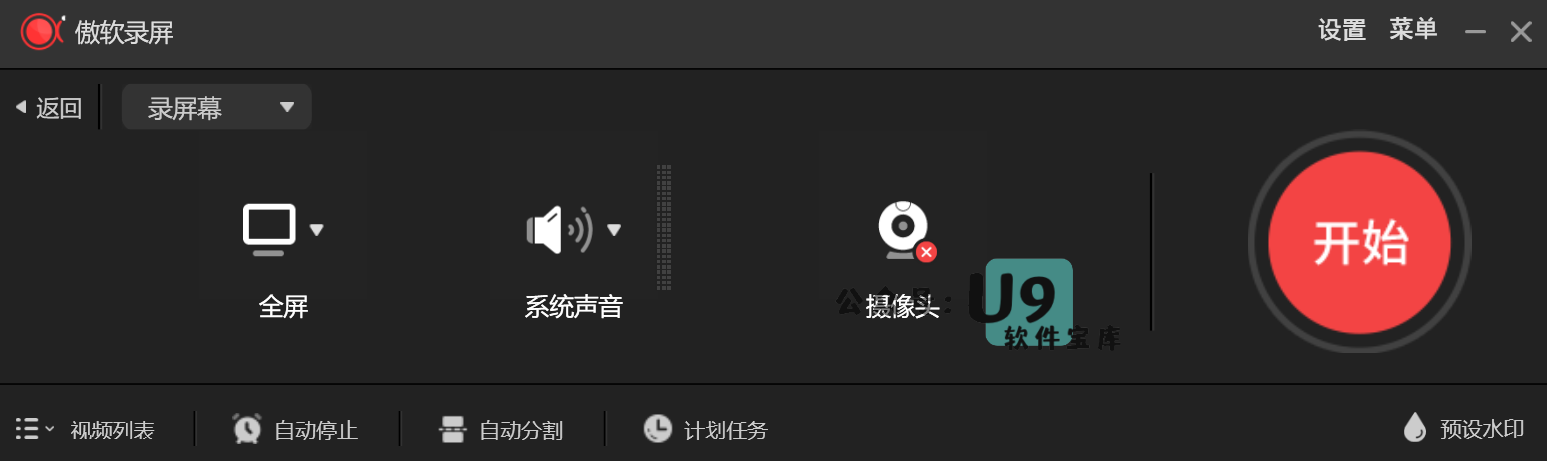 傲软录屏 设置 菜单
返回 录屏幕
开始
公众号: U9
全屏 系统声音 摄像头
软件宝库
视频列表 自动停止 自动分割 计划任务 预设水印